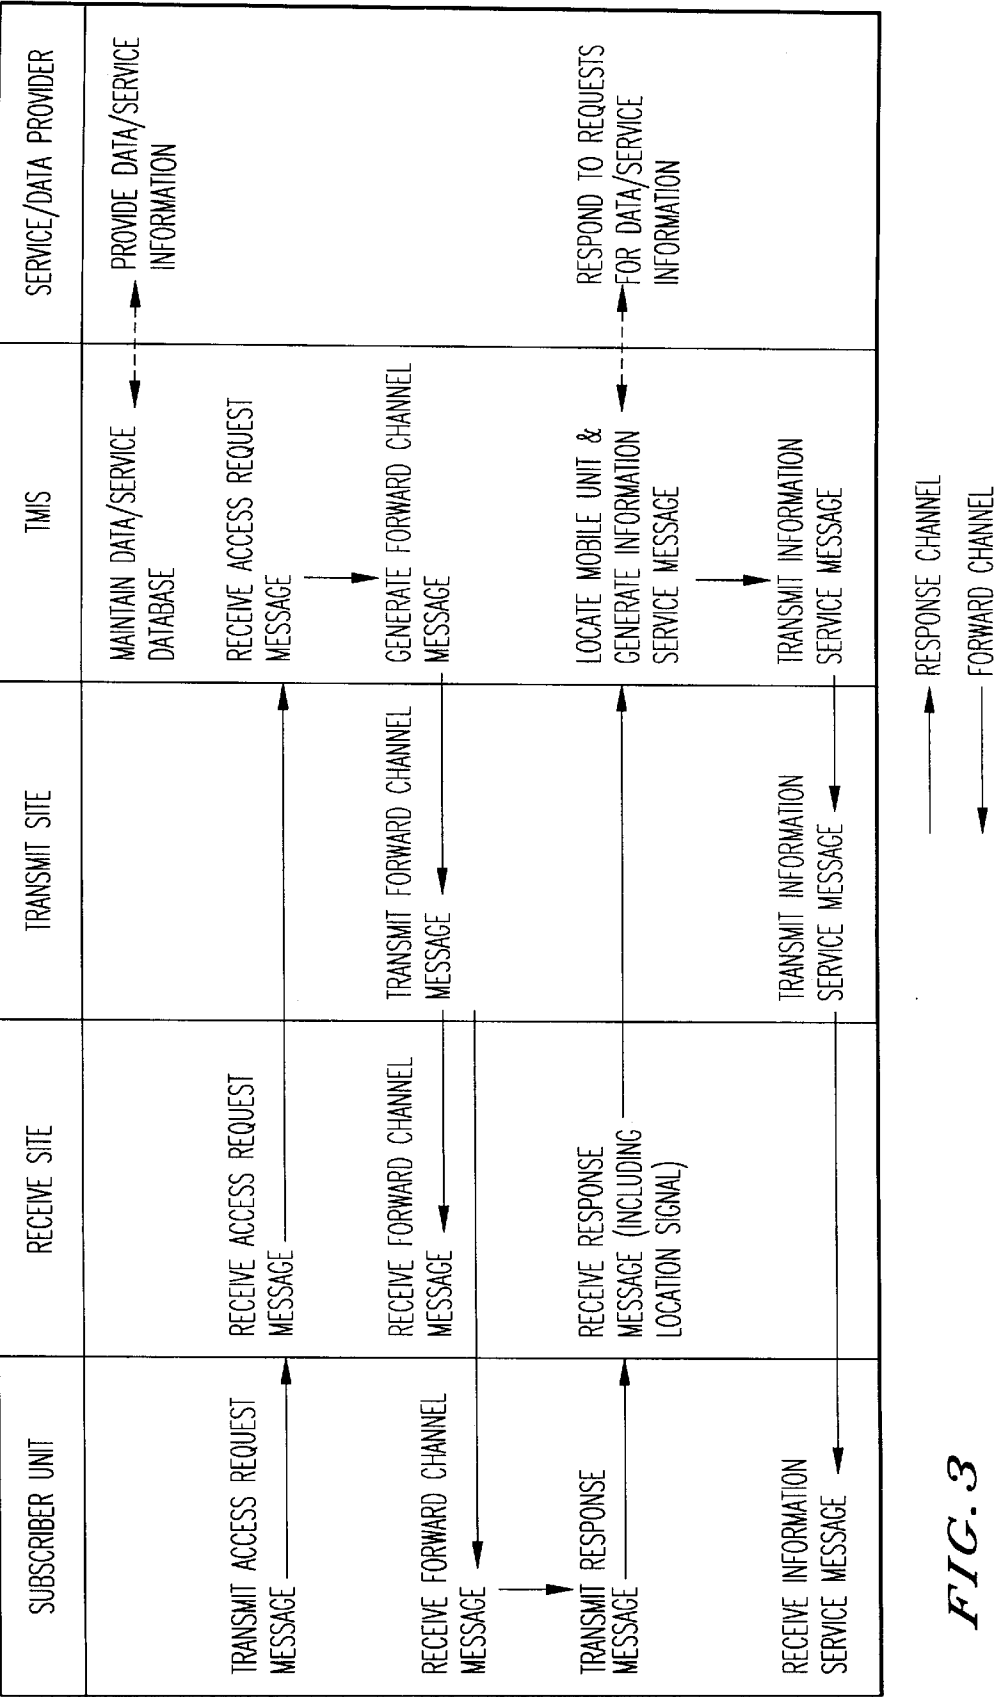 SUBSCRIBER UNIT
RECEIVE SITE
TRANSMIT SITE
TMIS
SERVICE/DATA PROVIDER
MAINTAIN DATA/SERVICE
DATABASE
PROVIDE DATA/SERVICE
INFORMATION
TRANSMIT ACCESS REQUEST
MESSAGE
RECEIVE ACCESS REQUEST
MESSAGE
RECEIVE ACCESS REQUEST
MESSAGE
RECEIVE FORWARD CHANNEL
MESSAGE
RECEIVE FORWARD CHANNEL
MESSAGE
TRANSMIT FORWARD CHANNEL
MESSAGE
GENERATE FORWARD CHANNEL
MESSAGE
TRANSMIT RESPONSE
MESSAGE
RECEIVE RESPONSE
MESSAGE (INCLUDING
LOCATION SIGNAL)
LOCATE MOBILE UNIT &
GENERATE INFORMATION
SERVICE MESSAGE
RESPOND TO REQUESTS
FOR DATA/SERVICE
INFORMATION
RECEIVE INFORMATION
SERVICE MESSAGE
TRANSMIT INFORMATION
SERVICE MESSAGE
TRANSMIT INFORMATION
SERVICE MESSAGE
RESPONSE CHANNEL
FORWARD CHANNEL
FIG. 3